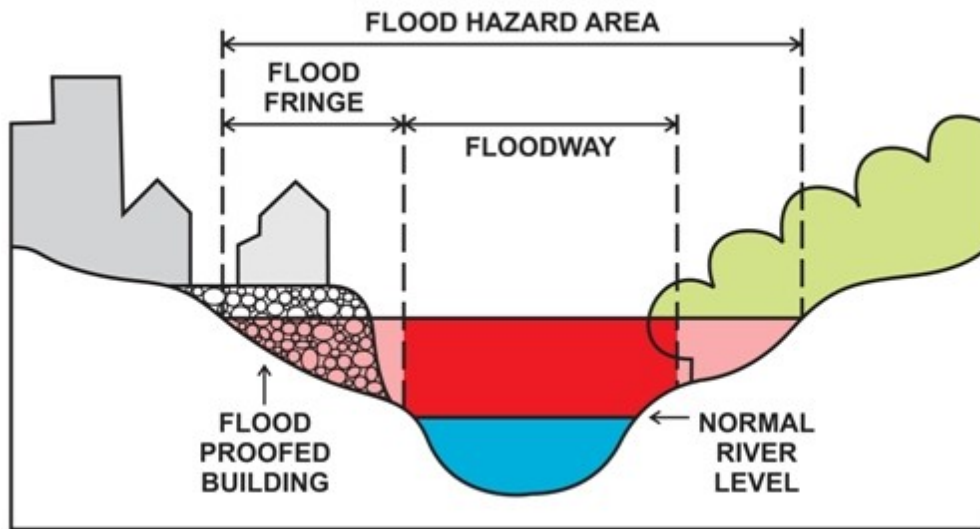 FLOOD HAZARD AREA
FLOOD
FRINGE
FLOODWAY
FLOOD
PROOFED
BUILDING
NORMAL
RIVER
LEVEL